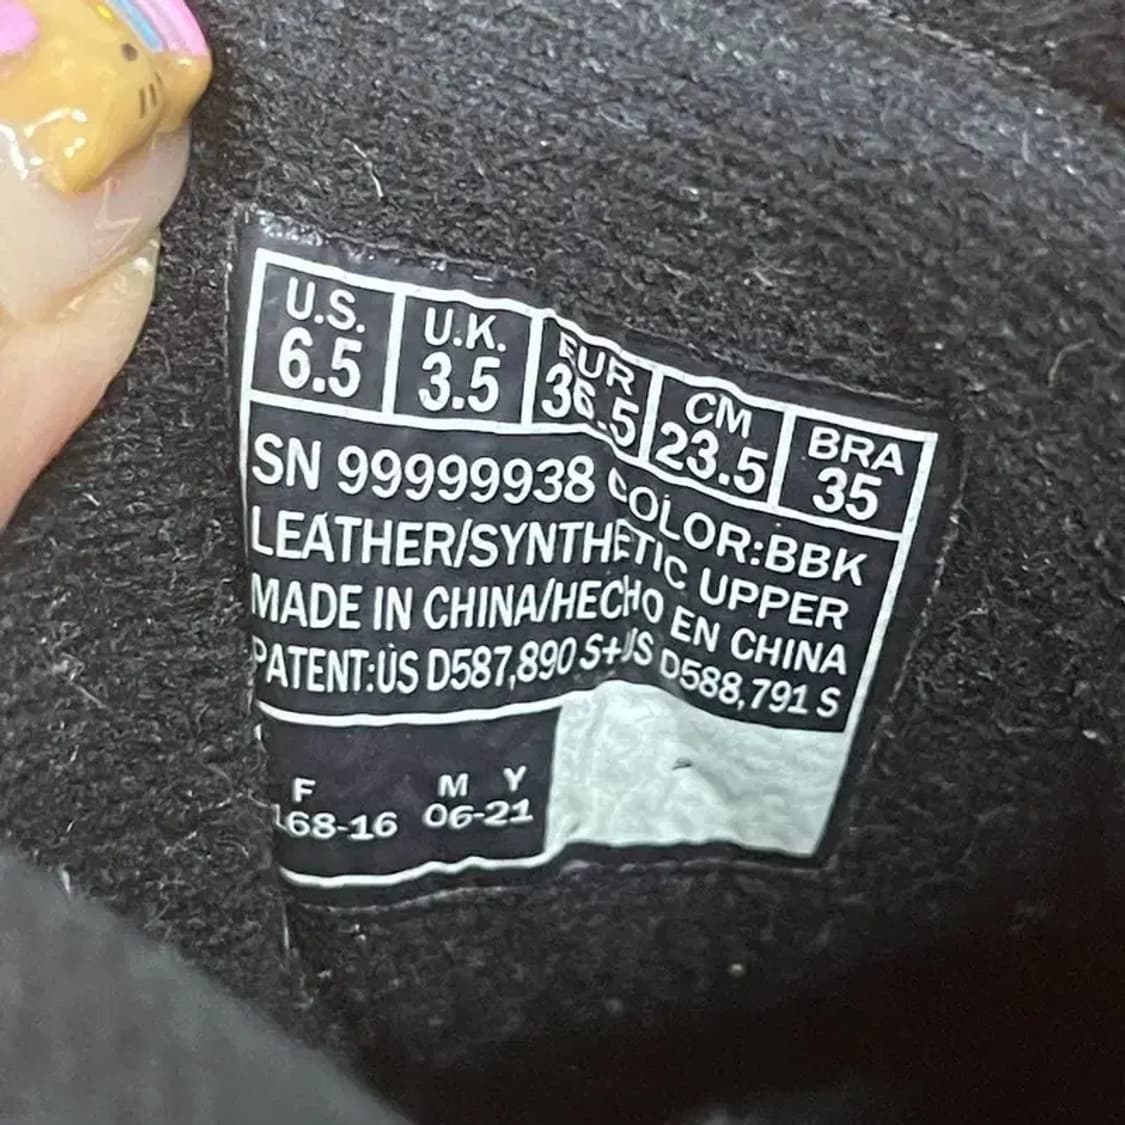 U.S. U.K. EUR CM BRA
6.5 3.5 36.5 23.5 35
SN 99999938 COLOR:BBK
LEATHER/SYNTHETIC UPPER
MADE IN CHINA/HECHO EN CHINA
PATENT:US D587,890 S+US D588,791 S
F M Y
168-16 06-21